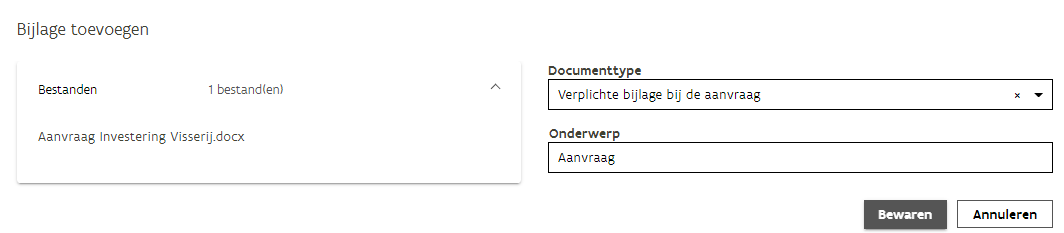 Bijlage toevoegen
Bestanden 1 bestand(en)
Aanvraag Investering Visserij.docx
Documenttype
Verplichte bijlage bij de aanvraag ×
Onderwerp
Aanvraag
Bewaren Annuleren